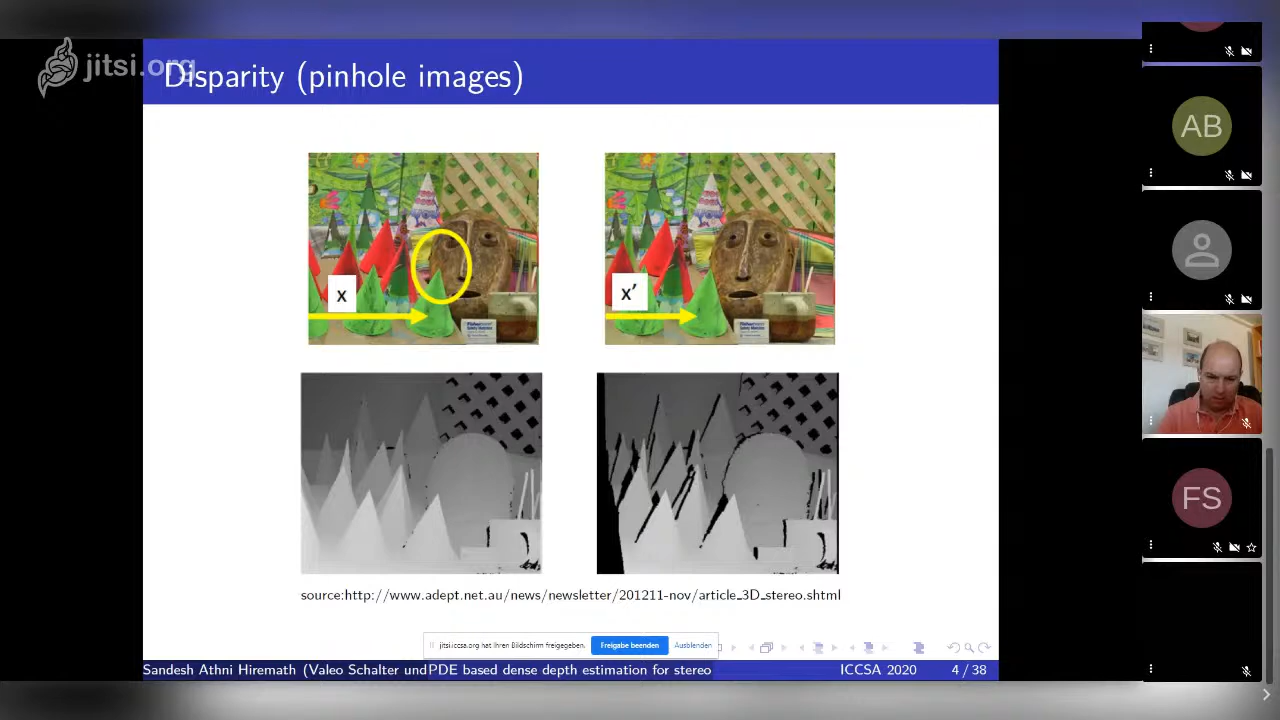 jitsi.org
Disparity (pinhole images)
x
x′
source:http://www.adept.net.au/news/newsletter/201211-nov/article_3D_stereo.shtml
jitsi.iccsa.org hat Ihren Bildschirm freigegeben.
Freigabe beenden
Ausblenden
Sandesh Athni Hiremath (Valeo Schalter und PDE based dense depth estimation for stereo
ICCSA 2020
4 / 38
AB
FS